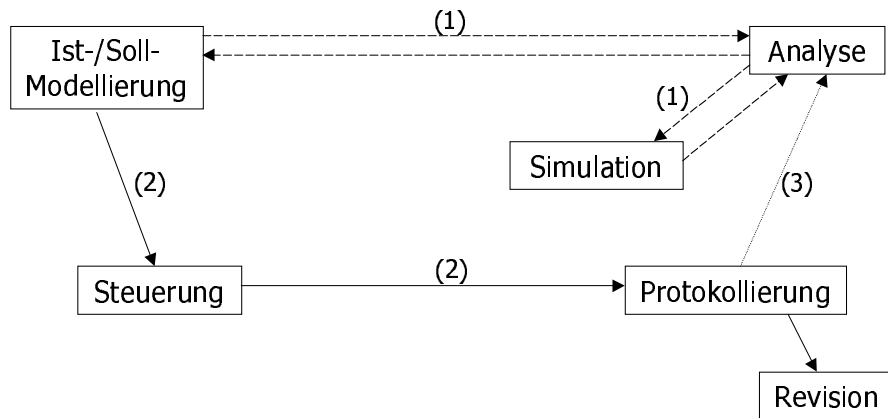 (1)
Ist-/Soll-
Modellierung
Analyse
(1)
Simulation
(2)
(3)
Steuerung
(2)
Protokollierung
Revision